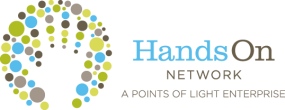 HandsOn
NETWORK
A POINTS OF LIGHT ENTERPRISE